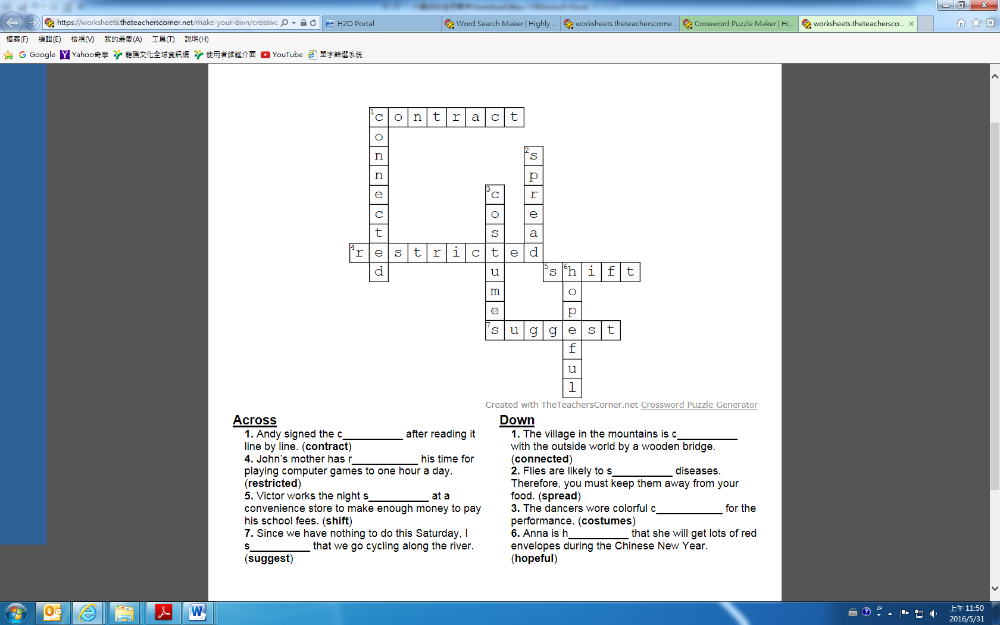 https://worksheets.theteacherscorner.net/make-your-own/crosswc
H2O Portal
Word Search Maker | Highly ...
worksheets.theteacherscorne...
Crossword Puzzle Maker | Hi...
worksheets.theteachersco...
檔案(F) 編輯(E) 檢視(V) 我的最愛(A) 工具(T) 說明(H)
Google Yahoo奇摩 龍騰文化全球資訊網 使用者維護介面 YouTube 單字篩選系統
1 c o n t r a c t
o
n 2 s
n p
e 3 c r
c o e
t s a
4 r e s t r i c t e d
d u 5 s 6 h i f t
m o
e p
7 s u g g e s t
f
u
l
Created with TheTeachersCorner.net Crossword Puzzle Generator
Across
1. Andy signed the c__________ after reading it
line by line. (contract)
4. John’s mother has r___________ his time for
playing computer games to one hour a day.
(restricted)
5. Victor works the night s__________ at a
convenience store to make enough money to pay
his school fees. (shift)
7. Since we have nothing to do this Saturday, I
s__________ that we go cycling along the river.
(suggest)
Down
1. The village in the mountains is c__________
with the outside world by a wooden bridge.
(connected)
2. Flies are likely to s__________ diseases.
Therefore, you must keep them away from your
food. (spread)
3. The dancers wore colorful c___________ for the
performance. (costumes)
6. Anna is h__________ that she will get lots of red
envelopes during the Chinese New Year.
(hopeful)
上午 11:50
2016/5/31